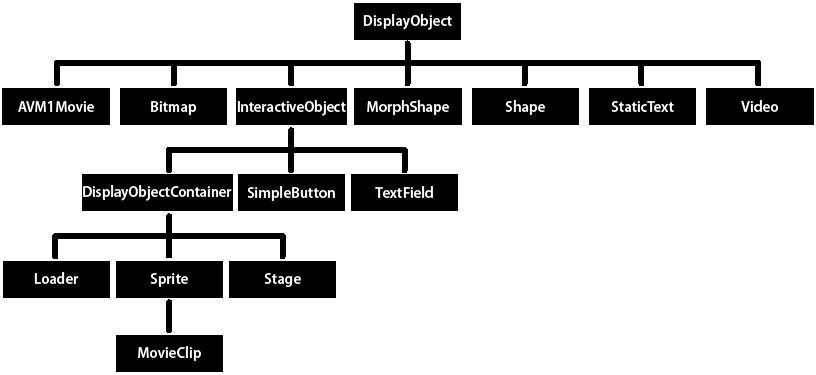 DisplayObject
AVM1Movie
Bitmap
InteractiveObject
MorphShape
Shape
StaticText
Video
DisplayObjectContainer
SimpleButton
TextField
Loader
Sprite
Stage
MovieClip